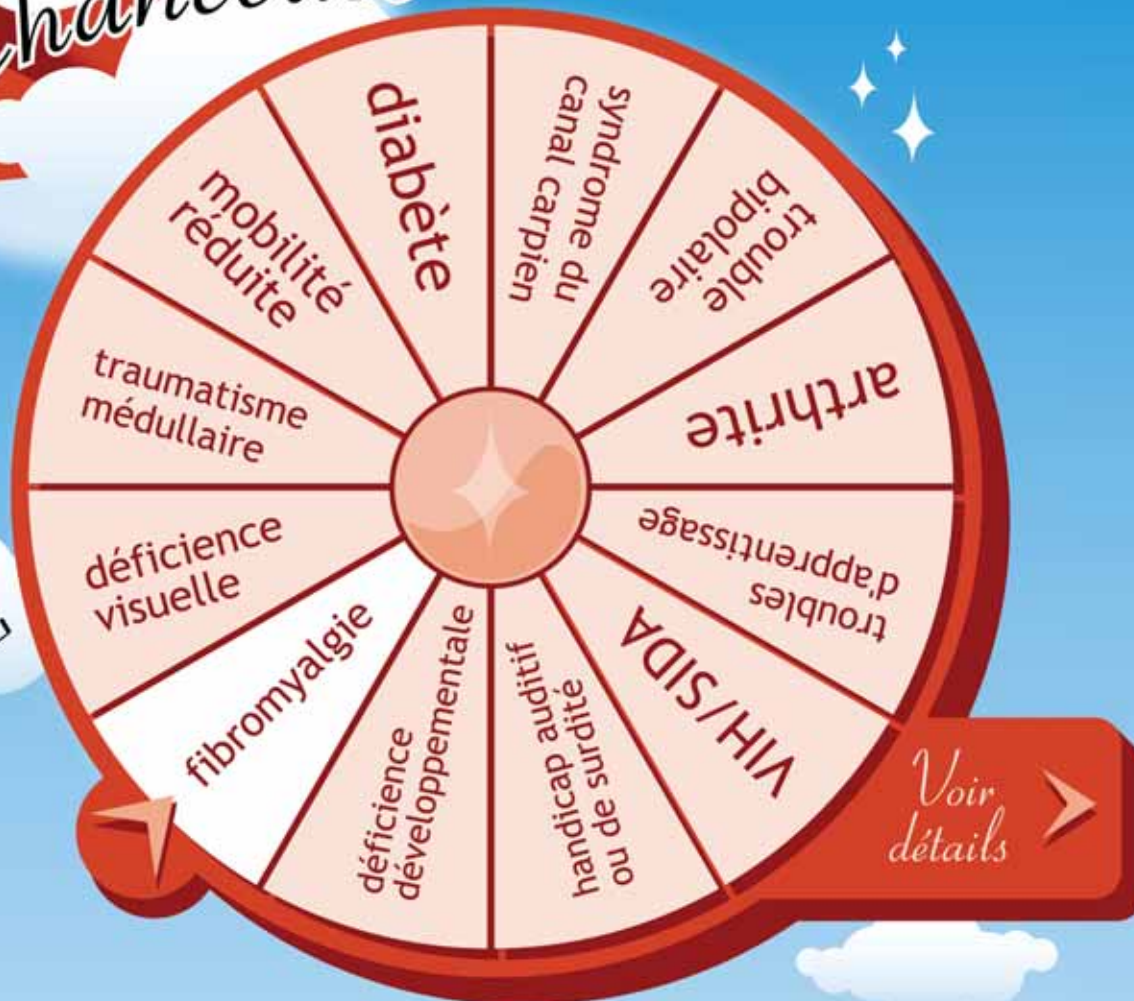 diabète
syndrome du
canal carpien
trouble
bipolaire
arthrite
troubles
d'apprentissage
VIH/SIDA
handicap auditif
ou de surdité
déficience
développementale
fibromyalgie
déficience
visuelle
traumatisme
médullaire
mobilité
réduite
Voir
détails